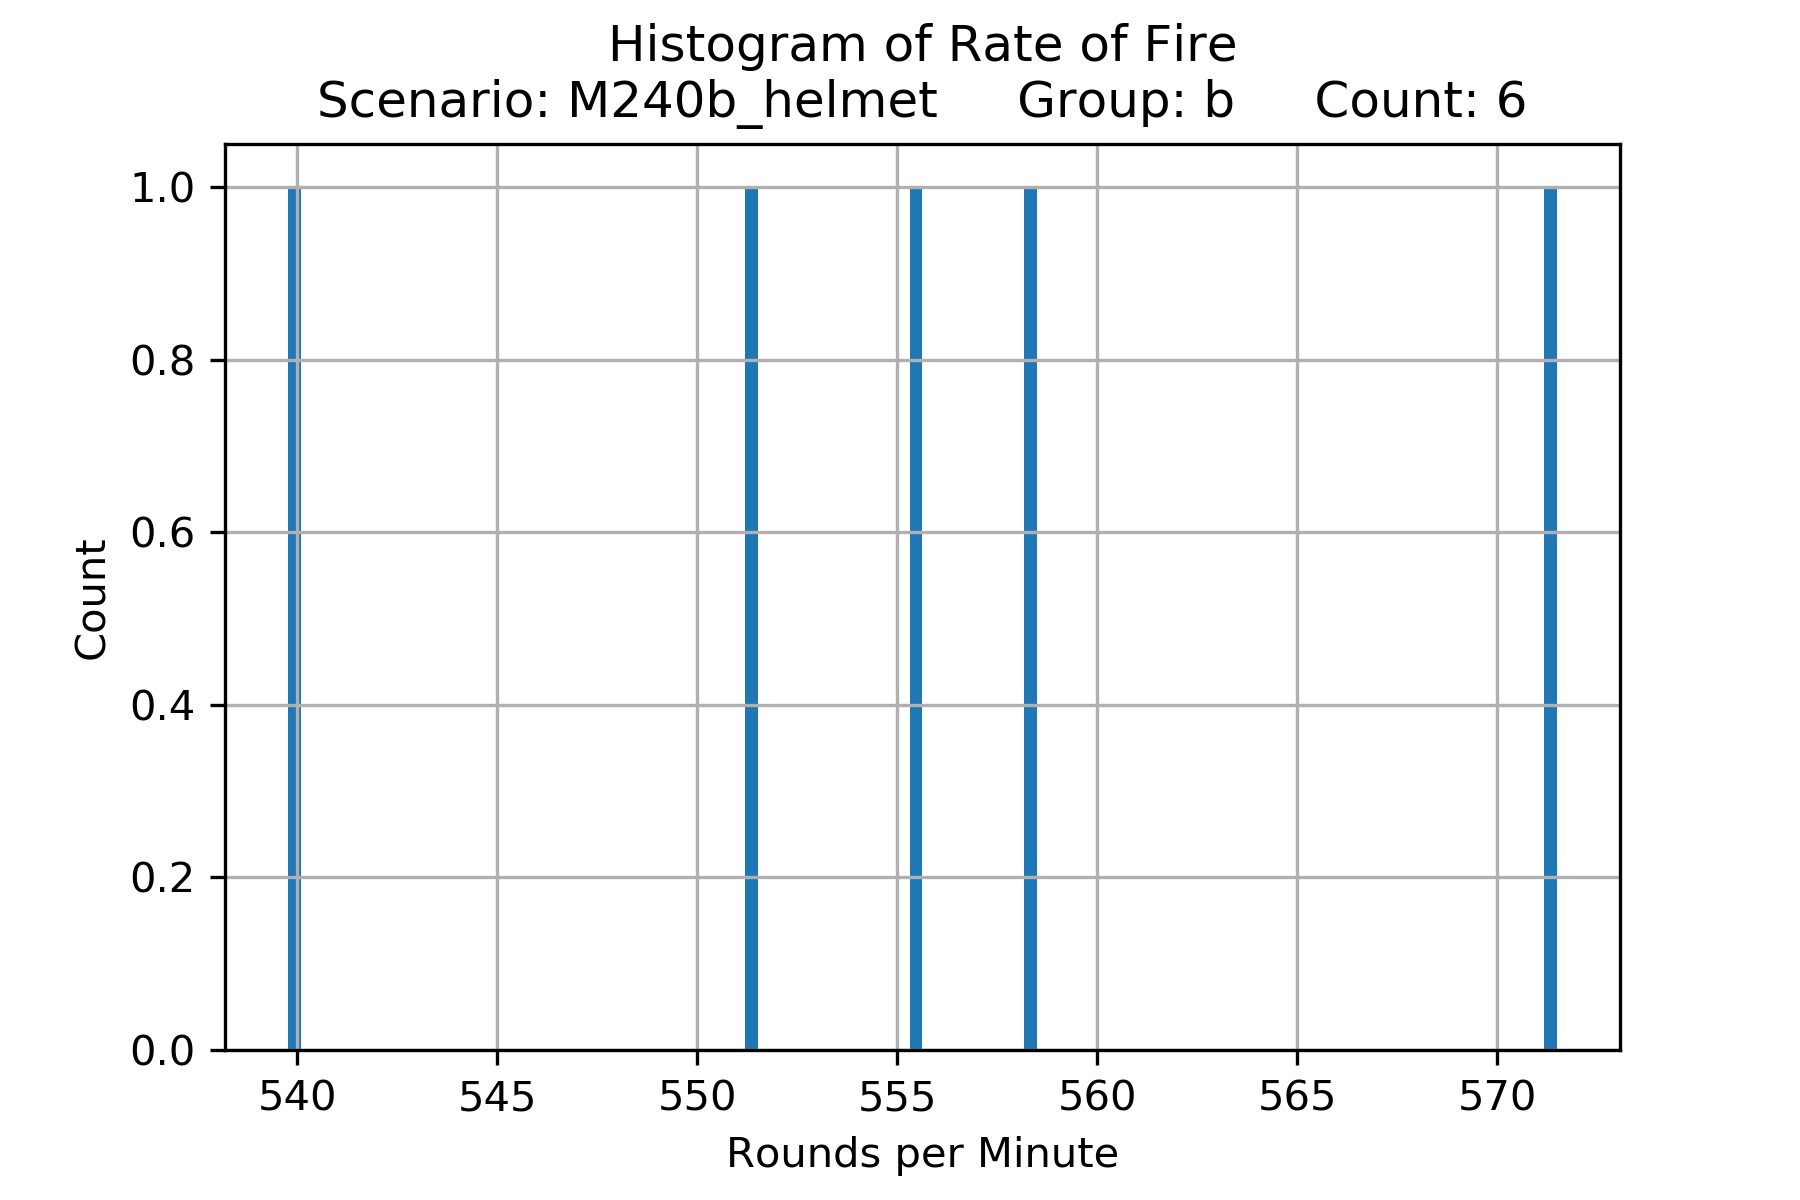 Histogram of Rate of Fire
Scenario: M240b_helmet     Group: b     Count: 6
1.0
0.8
0.6
0.4
0.2
0.0
Count
540 545 550 555 560 565 570
Rounds per Minute